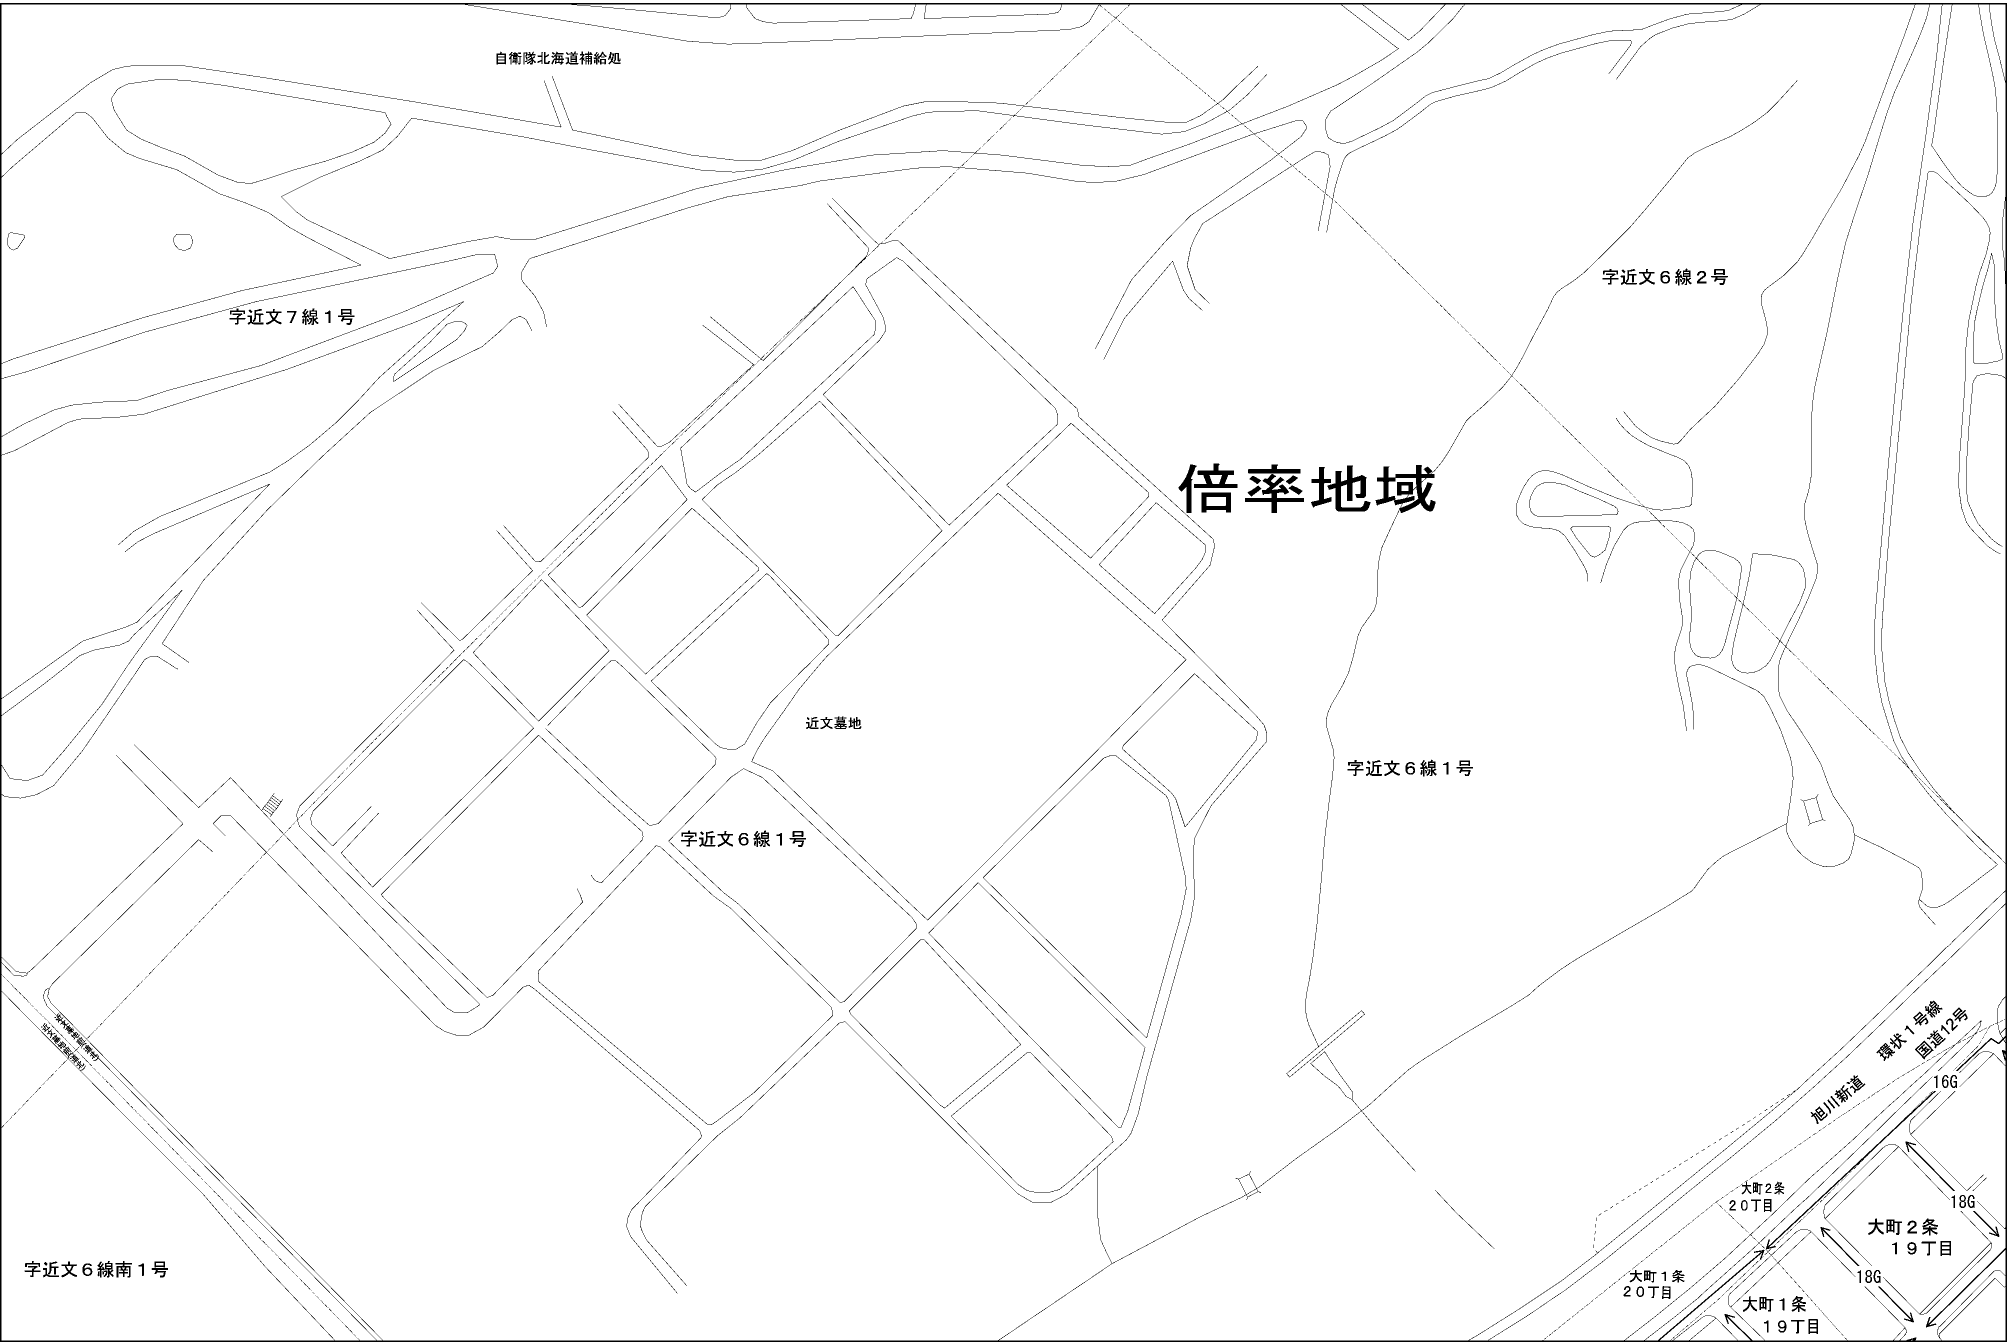 自衛隊北海道補給処
字近文６線２号
字近文７線１号
倍率地域
近文墓地
字近文６線１号
字近文６線１号
環状１号線
国道12号
旭川新道
16G
大町２条
２０丁目
18G
大町２条
１９丁目
字近文６線南１号
大町１条
２０丁目
18G
大町１条
１９丁目